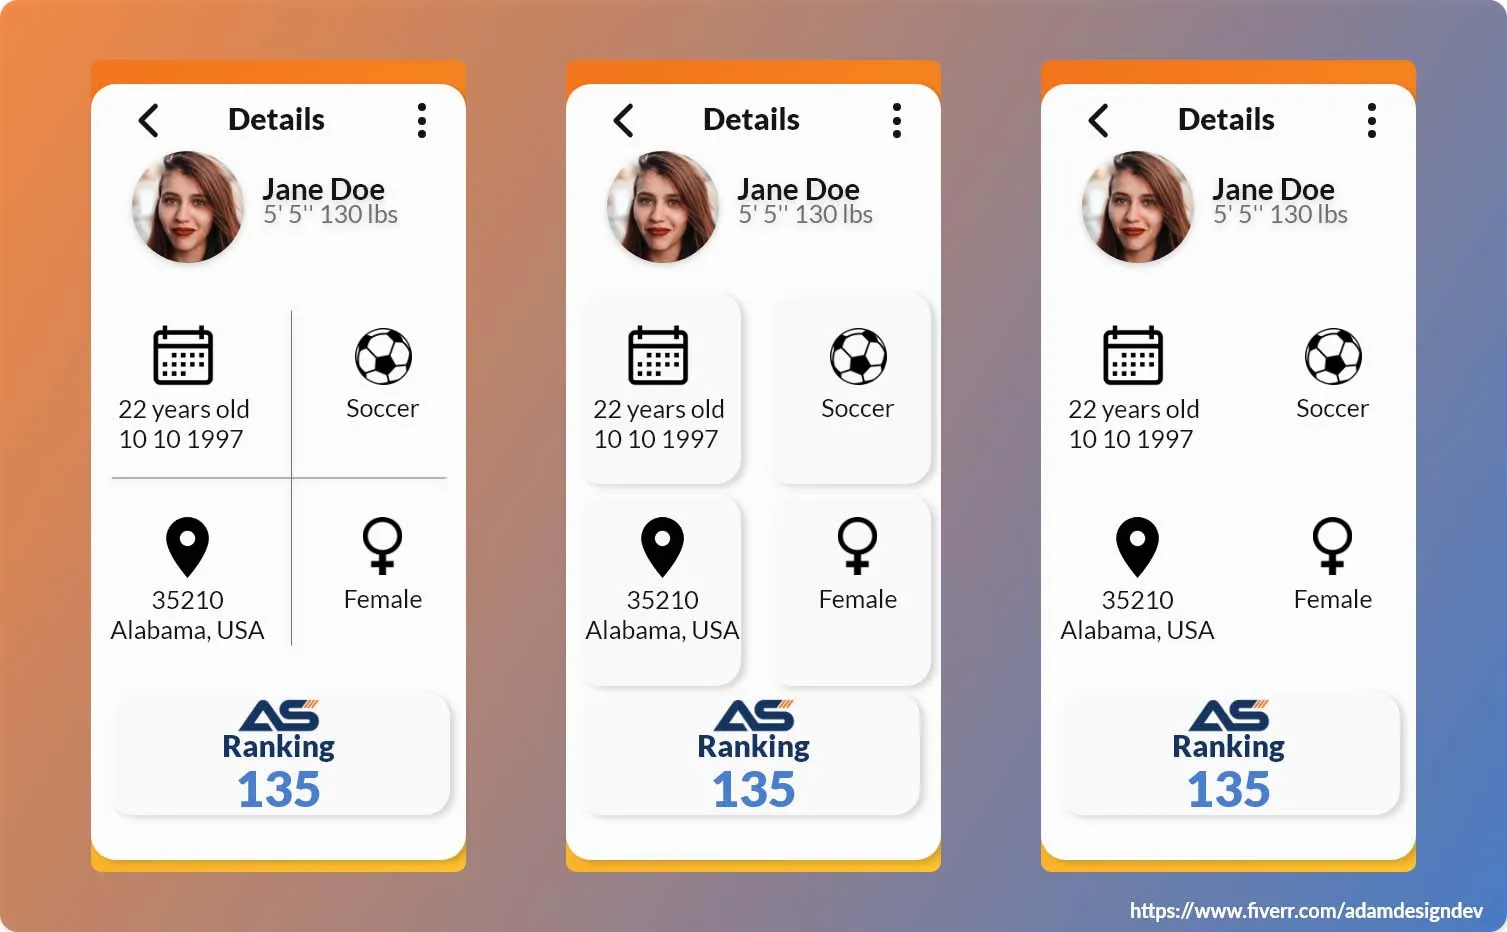 Details
Jane Doe
5' 5'' 130 lbs
22 years old
10 10 1997
Soccer
35210
Alabama, USA
Female
AS
Ranking
135
Details
Jane Doe
5' 5'' 130 lbs
22 years old
10 10 1997
Soccer
35210
Alabama, USA
Female
AS
Ranking
135
Details
Jane Doe
5' 5'' 130 lbs
22 years old
10 10 1997
Soccer
35210
Alabama, USA
Female
AS
Ranking
135
https://www.fiverr.com/adamdesigndev